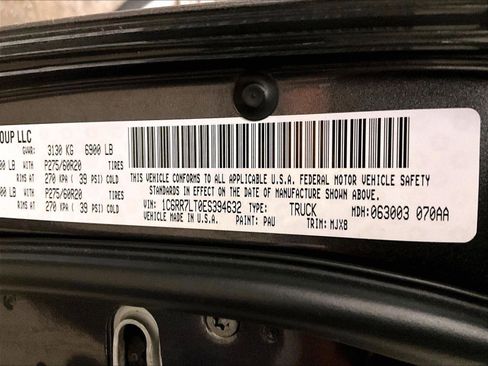 OUP LLC
GVWR: 3130 KG 6900 LB
00 LB WITH P275/60R20 TIRES
RIMS AT 270 KPA ( 39 PSI) COLD
00 LB WITH P275/60R20 TIRES
RIMS AT 270 KPA ( 39 PSI) COLD
THIS VEHICLE CONFORMS TO ALL APPLICABLE U.S.A. FEDERAL MOTOR VEHICLE SAFETY
STANDARDS IN EFFECT ON THE DATE OF MANUFACTURE SHOWN ABOVE.
VIN: 1C6RR7LT0ES394632 TYPE: TRUCK MDH: 063003 070AA
MADE IN U.S.A. PAINT: PAU TRIM: MJX8